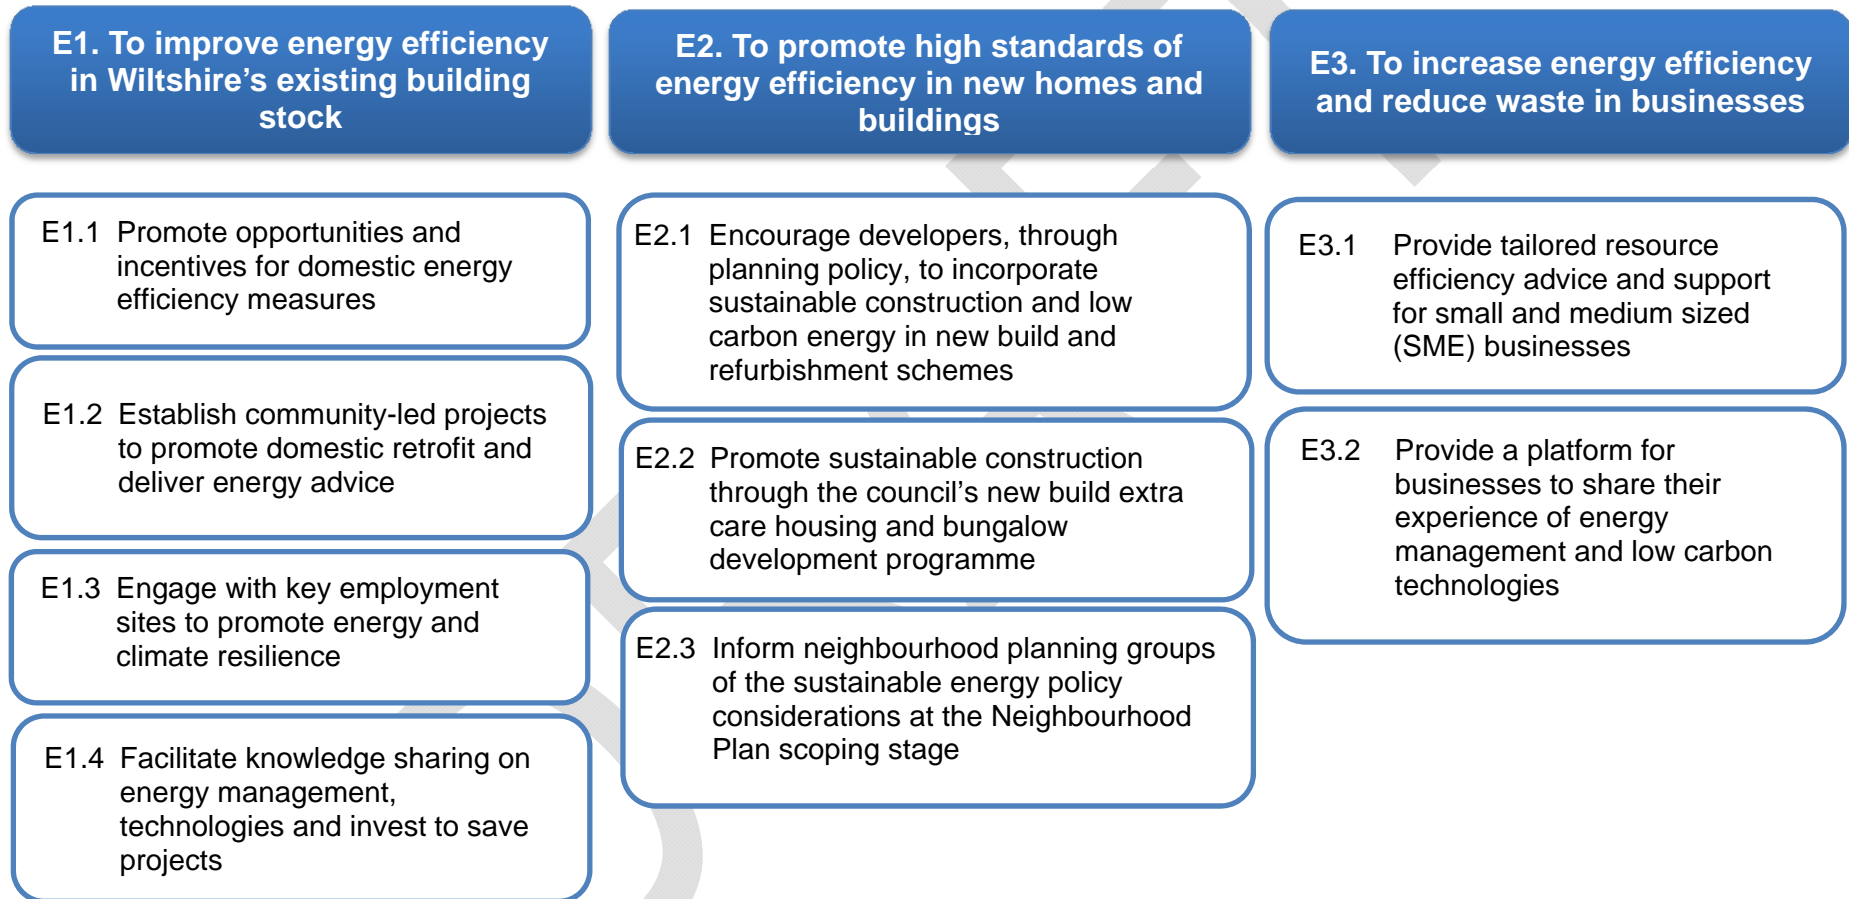 E1. To improve energy efficiency
in Wiltshire’s existing building
stock
E2. To promote high standards of
energy efficiency in new homes and
buildings
E3. To increase energy efficiency
and reduce waste in businesses
E1.1 Promote opportunities and
incentives for domestic energy
efficiency measures
E1.2 Establish community-led projects
to promote domestic retrofit and
deliver energy advice
E1.3 Engage with key employment
sites to promote energy and
climate resilience
E1.4 Facilitate knowledge sharing on
energy management,
technologies and invest to save
projects
E2.1 Encourage developers, through
planning policy, to incorporate
sustainable construction and low
carbon energy in new build and
refurbishment schemes
E2.2 Promote sustainable construction
through the council’s new build extra
care housing and bungalow
development programme
E2.3 Inform neighbourhood planning groups
of the sustainable energy policy
considerations at the Neighbourhood
Plan scoping stage
E3.1 Provide tailored resource
efficiency advice and support
for small and medium sized
(SME) businesses
E3.2 Provide a platform for
businesses to share their
experience of energy
management and low carbon
technologies